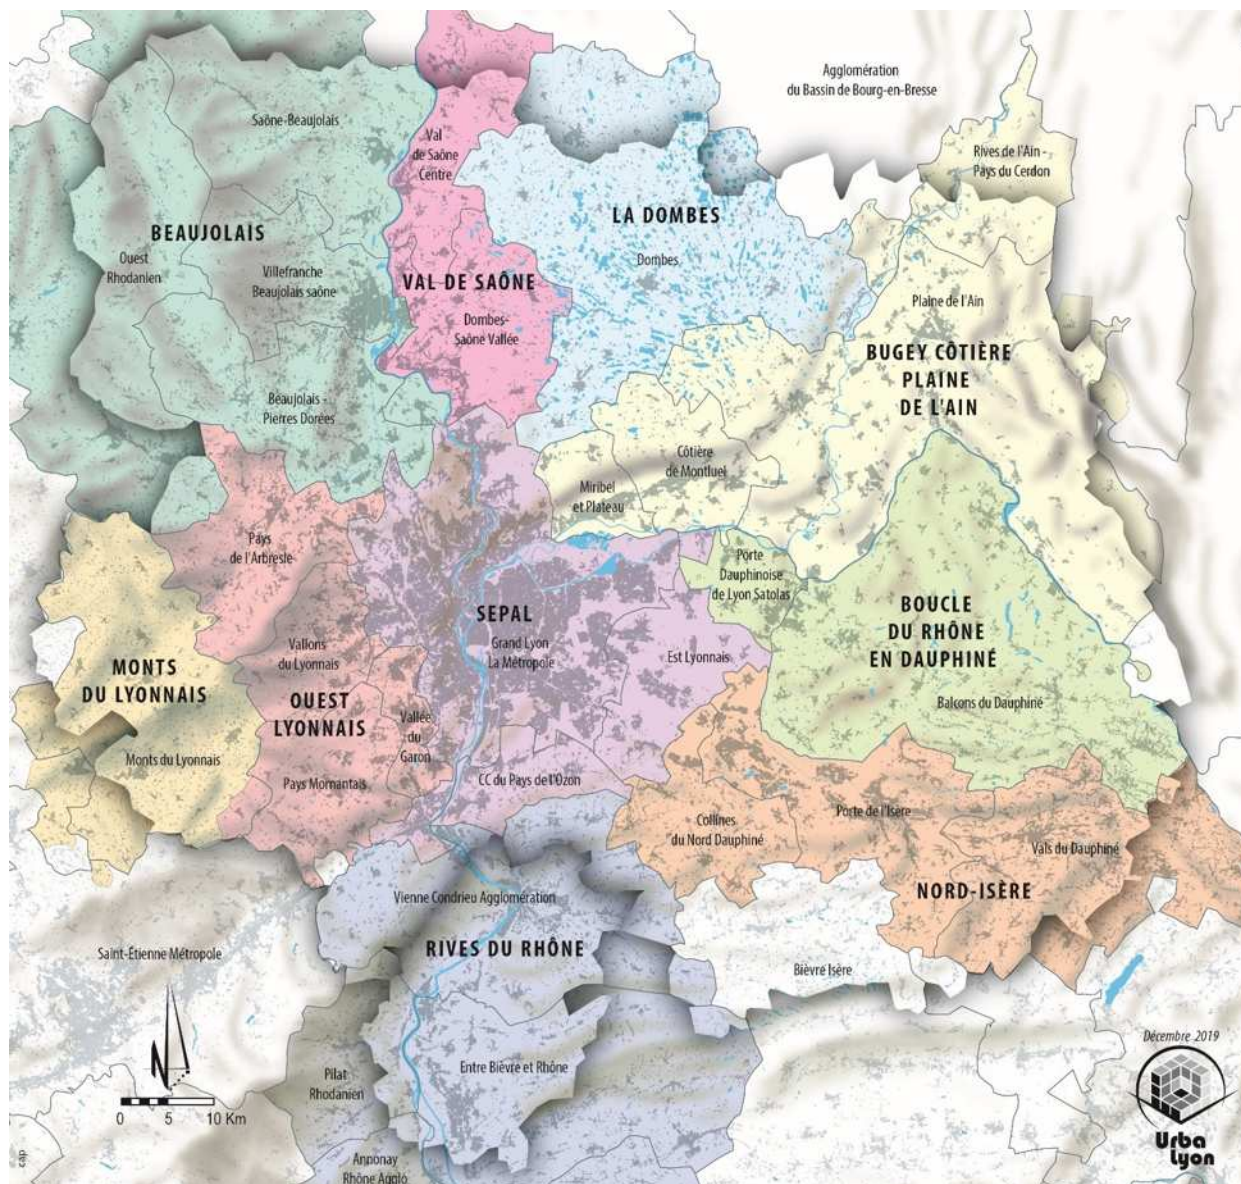 Agglomération
du Bassin de Bourg-en-Bresse
Saône-Beaujolais
Val
de Saône
Centre
Rives de l'Ain -
Pays du Cerdon
BEAUJOLAIS
Ouest
Rhodanien
Villefranche
Beaujolais saône
LA DOMBES
Dombes
VAL DE SAÔNE
Dombes-
Saône Vallée
Plaine de l'Ain
BUGEY CÔTIÈRE
PLAINE
DE L'AIN
Beaujolais -
Pierres Dorées
Côtière
de Montluel
Miribel
et Plateau
Pays
de l'Arbresle
Porte
Dauphinoise
de Lyon Satolas
SEPAL
Grand Lyon
La Métropole
Est Lyonnais
BOUCLE
DU RHÔNE
EN DAUPHINÉ
Balcons du Dauphiné
MONTS
DU LYONNAIS
Monts du Lyonnais
Vallons
du Lyonnais
OUEST
LYONNAIS
Vallée
du
Garon
Pays Mornantais
CC du Pays de l'Ozon
Collines
du Nord Dauphiné
Porte de l'Isère
Vals du Dauphiné
NORD-ISÈRE
Vienne Condrieu Agglomération
RIVES DU RHÔNE
Saint-Étienne Métropole
Bièvre Isère
Entre Bièvre et Rhône
Pilat
Rhodanien
Annonay
Rhône Agglo
N
0 5 10 Km
cap
Décembre 2019
Urba
Lyon